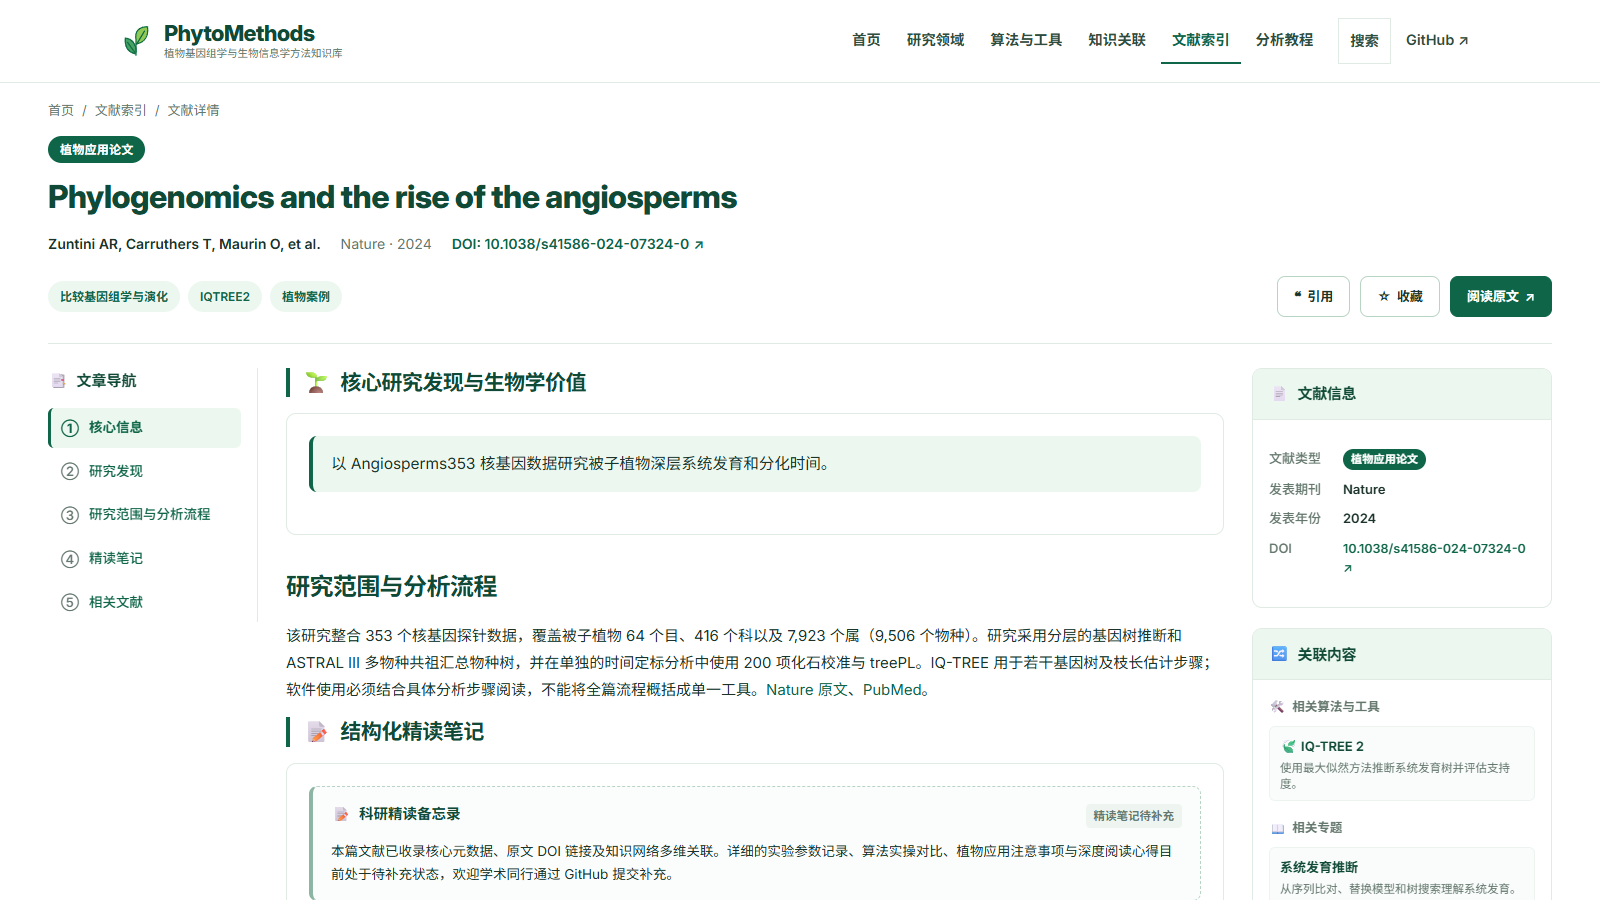 PhytoMethods
植物基因组学与生物信息学方法知识库
首页 研究领域 算法与工具 知识关联 文献索引 分析教程 搜索 GitHub ↗
首页 / 文献索引 / 文献详情
植物应用论文
Phylogenomics and the rise of the angiosperms
Zuntini AR, Carruthers T, Maurin O, et al. Nature · 2024 DOI: 10.1038/s41586-024-07324-0 ↗
比较基因组学与演化 IQTREE2 植物案例
❝ 引用 ☆ 收藏 阅读原文 ↗
文章导航
① 核心信息
② 研究发现
③ 研究范围与分析流程
④ 精读笔记
⑤ 相关文献
核心研究发现与生物学价值
以 Angiosperms353 核基因数据研究被子植物深层系统发育和分化时间。
研究范围与分析流程
该研究整合 353 个核基因探针数据，覆盖被子植物 64 个目、416 个科以及 7,923 个属（9,506 个物种）。研究采用分层的基因树推断和
ASTRAL III 多物种共祖汇总物种树，并在单独的时间定标分析中使用 200 项化石校准与 treePL。IQ-TREE 用于若干基因树及枝长估计步骤；
软件使用必须结合具体分析步骤阅读，不能将全篇流程概括成单一工具。Nature 原文、PubMed。
结构化精读笔记
科研精读备忘录
精读笔记待补充
本篇文献已收录核心元数据、原文 DOI 链接及知识网络多维关联。详细的实验参数记录、算法实操对比、植物应用注意事项与深度阅读心得目
前处于待补充状态，欢迎学术同行通过 GitHub 提交补充。
文献信息
文献类型 植物应用论文
发表期刊 Nature
发表年份 2024
DOI 10.1038/s41586-024-07324-0
↗
关联内容
相关算法与工具
IQ-TREE 2
使用最大似然方法推断系统发育树并评估支持
度。
相关专题
系统发育推断
从序列比对、替换模型和树搜索理解系统发育。